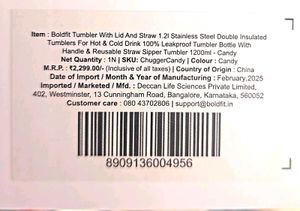 Item : Boldfit Tumbler With Lid And Straw 1.2l Stainless Steel Double Insulated
Tumblers For Hot & Cold Drink 100% Leakproof Tumbler Bottle With
Handle & Reusable Straw Sipper Tumbler 1200ml - Candy
Net Quantity : 1N | SKU : ChuggerCandy | Colour : Candy
M.R.P. : ₹2,299.00/- (Inclusive of all taxes) | Country of Origin : China
Date of Import / Month & Year of Manufacturing : February,2025
Imported / Marketed / Mfg. : Deccan Life Sciences Private Limited,
402, Westminster, 13 Cunningham Road, Bangalore, Karnataka, 560052
Customer care : 080 43702806 | support@boldfit.in
8909136004956